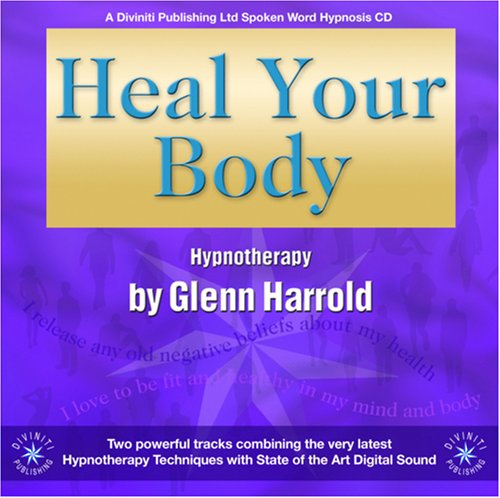 A Diviniti Publishing Ltd Spoken Word Hypnosis CD
Heal Your
Body
Hypnotherapy
by Glenn Harrold
I release any old negative beliefs about my health
I love to be fit and healthy in my mind and body
DIVINITI
PUBLISHING
Two powerful tracks combining the very latest
Hypnotherapy Techniques with State of the Art Digital Sound
DIVINITI
PUBLISHING